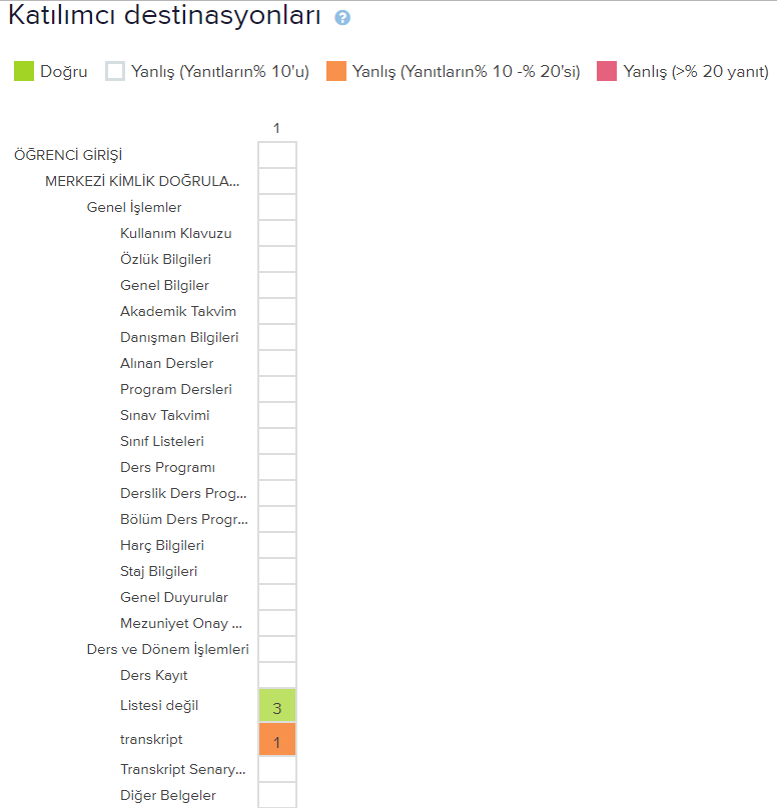 Katılımcı destinasyonları ?
Doğru Yanlış (Yanıtların% 10'u) Yanlış (Yanıtların% 10 -% 20'si) Yanlış (>% 20 yanıt)
1
ÖĞRENCİ GİRİŞİ
MERKEZİ KİMLİK DOĞRULA...
Genel İşlemler
Kullanım Klavuzu
Özlük Bilgileri
Genel Bilgiler
Akademik Takvim
Danışman Bilgileri
Alınan Dersler
Program Dersleri
Sınav Takvimi
Sınıf Listeleri
Ders Programı
Derslik Ders Prog...
Bölüm Ders Progr...
Harç Bilgileri
Staj Bilgileri
Genel Duyurular
Mezuniyet Onay ...
Ders ve Dönem İşlemleri
Ders Kayıt
Listesi değil 3
transkript 1
Transkript Senary...
Diğer Belgeler